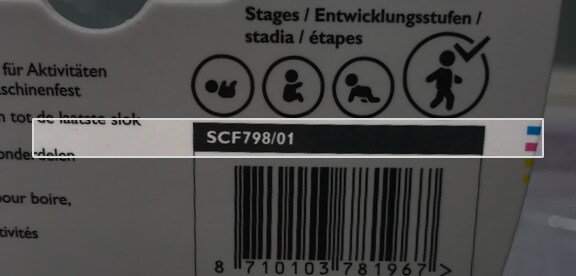 Stages / Entwicklungsstufen /
stadia / étapes
für Aktivitäten
schinenfest
tot de laatste slok
onderdelen
our boire,
tivités
SCF798/01
8 710103 781967 >